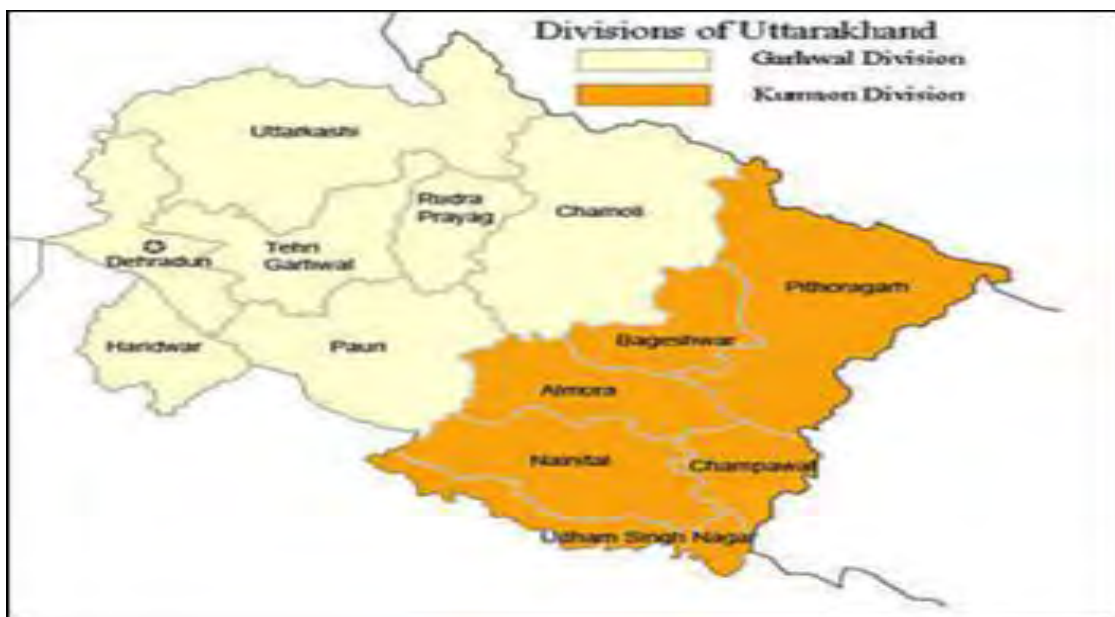 Divisions of Uttarakhand
Garhwal Division
Kumaon Division
Uttarkashi
Rudra
Prayag
Chamoli
Tehri
Garhwal
Dehradun
Pithoragarh
Haridwar
Pauri
Bageshwar
Almora
Nainital
Champawat
Udham Singh Nagar